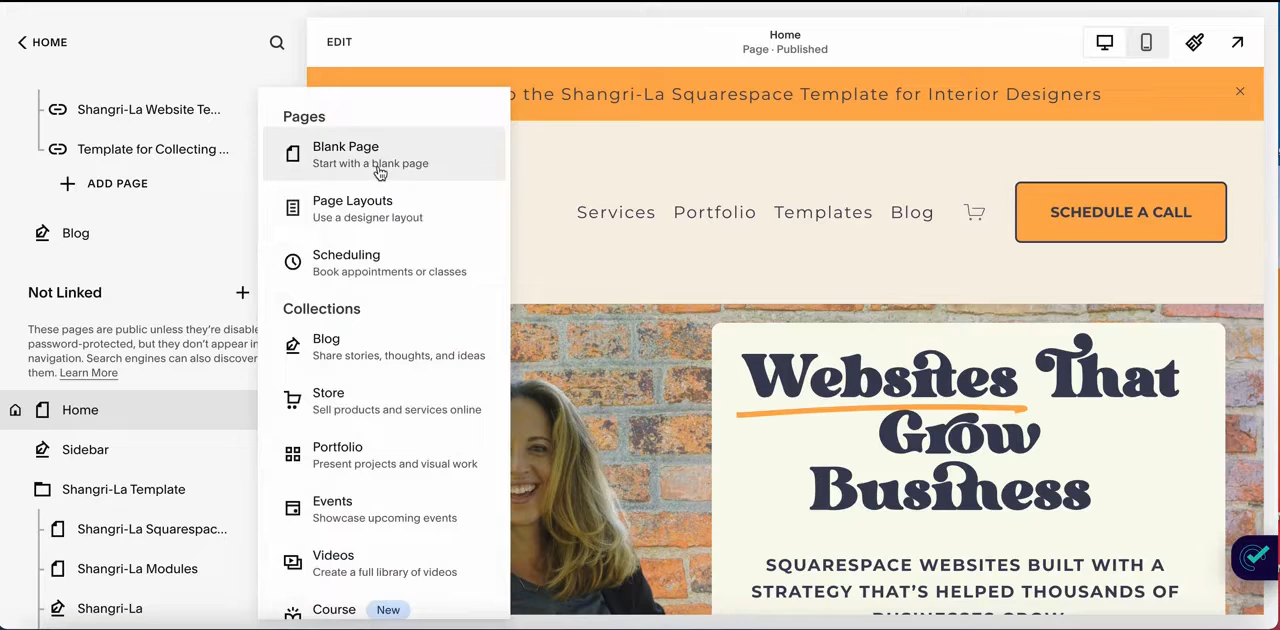 HOME
Shangri-La Website Te...
Template for Collecting ...
ADD PAGE
Blog
Not Linked
These pages are public unless they're disable
password-protected, but they don't appear in
navigation. Search engines can also discover
them. Learn More
Home
Sidebar
Shangri-La Template
Shangri-La Squarespac...
Shangri-La Modules
Shangri-La
Pages
Blank Page
Start with a blank page
Page Layouts
Use a designer layout
Scheduling
Book appointments or classes
Collections
Blog
Share stories, thoughts, and ideas
Store
Sell products and services online
Portfolio
Present projects and visual work
Events
Showcase upcoming events
Videos
Create a full library of videos
Course New
EDIT
Home
Page · Published
the Shangri-La Squarespace Template for Interior Designers
Services Portfolio Templates Blog
SCHEDULE A CALL
Websites That
Grow
Business
SQUARESPACE WEBSITES BUILT WITH A
STRATEGY THAT'S HELPED THOUSANDS OF
BUSINESSES GROW